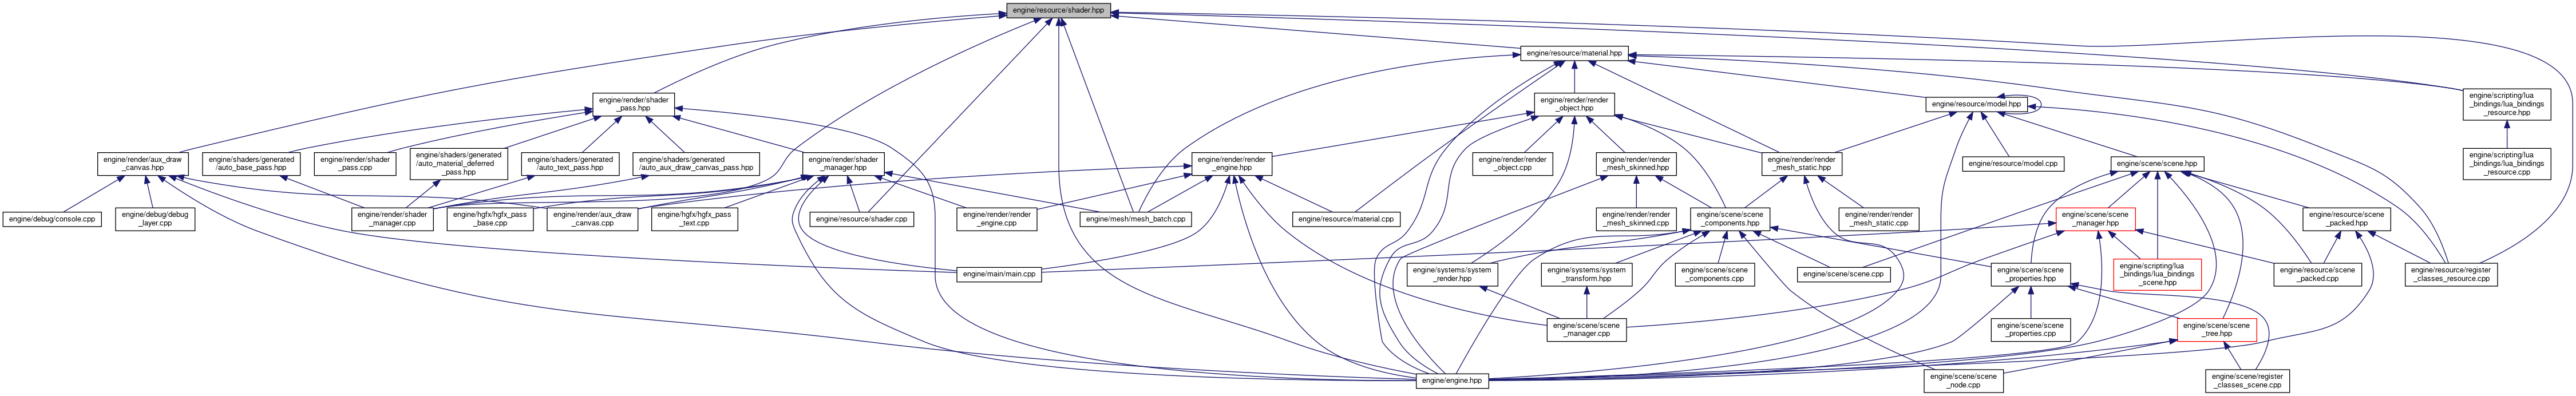 engine/resource/shader.hpp
engine/resource/material.hpp
engine/render/shader
_pass.hpp
engine/render/render
_object.hpp
engine/resource/model.hpp
engine/scripting/lua
_bindings/lua_bindings
_resource.hpp
engine/render/aux_draw
_canvas.hpp
engine/shaders/generated
/auto_base_pass.hpp
engine/render/shader
_pass.cpp
engine/shaders/generated
/auto_material_deferred
_pass.hpp
engine/shaders/generated
/auto_text_pass.hpp
engine/shaders/generated
/auto_aux_draw_canvas_pass.hpp
engine/render/shader
_manager.hpp
engine/render/render
_engine.hpp
engine/render/render
_object.cpp
engine/render/render
_mesh_skinned.hpp
engine/render/render
_mesh_static.hpp
engine/resource/model.cpp
engine/scene/scene.hpp
engine/scripting/lua
_bindings/lua_bindings
_resource.cpp
engine/debug/console.cpp
engine/debug/debug
_layer.cpp
engine/render/shader
_manager.cpp
engine/hgfx/hgfx_pass
_base.cpp
engine/render/aux_draw
_canvas.cpp
engine/hgfx/hgfx_pass
_text.cpp
engine/resource/shader.cpp
engine/render/render
_engine.cpp
engine/mesh/mesh_batch.cpp
engine/resource/material.cpp
engine/render/render
_mesh_skinned.cpp
engine/scene/scene
_components.hpp
engine/render/render
_mesh_static.cpp
engine/scene/scene
_manager.hpp
engine/resource/scene
_packed.hpp
engine/main/main.cpp
engine/systems/system
_render.hpp
engine/systems/system
_transform.hpp
engine/scene/scene
_components.cpp
engine/scene/scene.cpp
engine/scene/scene
_properties.hpp
engine/scripting/lua
_bindings/lua_bindings
_scene.hpp
engine/resource/scene
_packed.cpp
engine/resource/register
_classes_resource.cpp
engine/scene/scene
_manager.cpp
engine/scene/scene
_properties.cpp
engine/scene/scene
_tree.hpp
engine/engine.hpp
engine/scene/scene
_node.cpp
engine/scene/register
_classes_scene.cpp